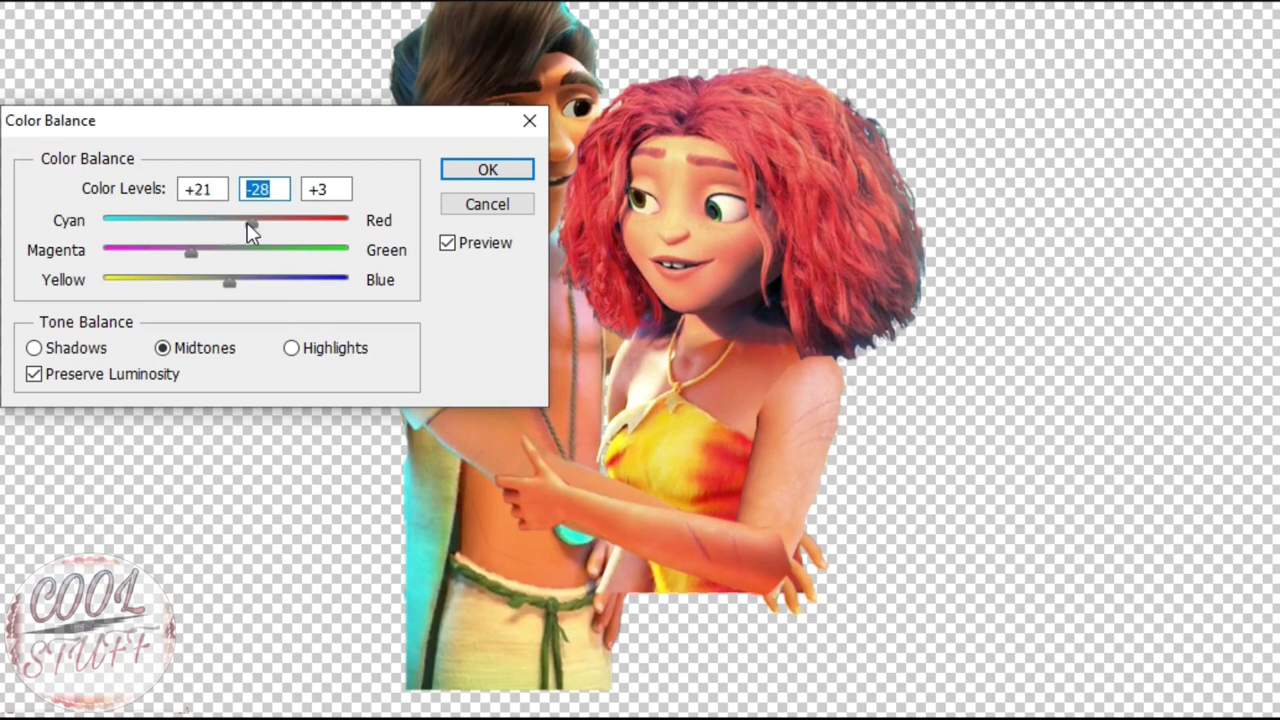 Color Balance
Color Balance
Color Levels: +21 -28 +3
Cyan Red
Magenta Green
Yellow Blue
Tone Balance
Shadows Midtones Highlights
Preserve Luminosity
OK
Cancel
Preview
COOL
STUFF